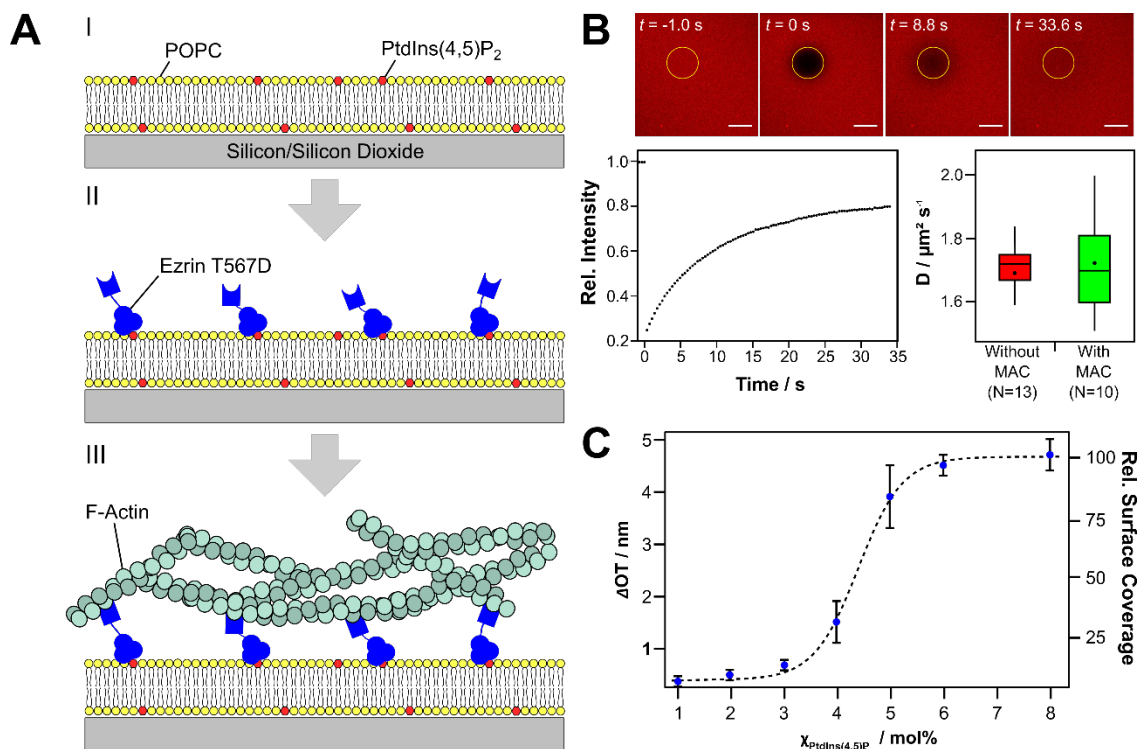 A
I
POPC
PtdIns(4,5)P2
Silicon/Silicon Dioxide
II
Ezrin T567D
III
F-Actin
B
t = -1.0 s
t = 0 s
t = 8.8 s
t = 33.6 s
Rel. Intensity
1.0
0.8
0.6
0.4
0.2
0 5 10 15 20 25 30 35
Time / s
D / µm² s⁻¹
2.0
1.8
1.6
Without
MAC
(N=13)
With
MAC
(N=10)
C
ΔOT / nm
5
4
3
2
1
1 2 3 4 5 6 7 8
χPtdIns(4,5)P / mol%
100
75
50
25
Rel. Surface Coverage